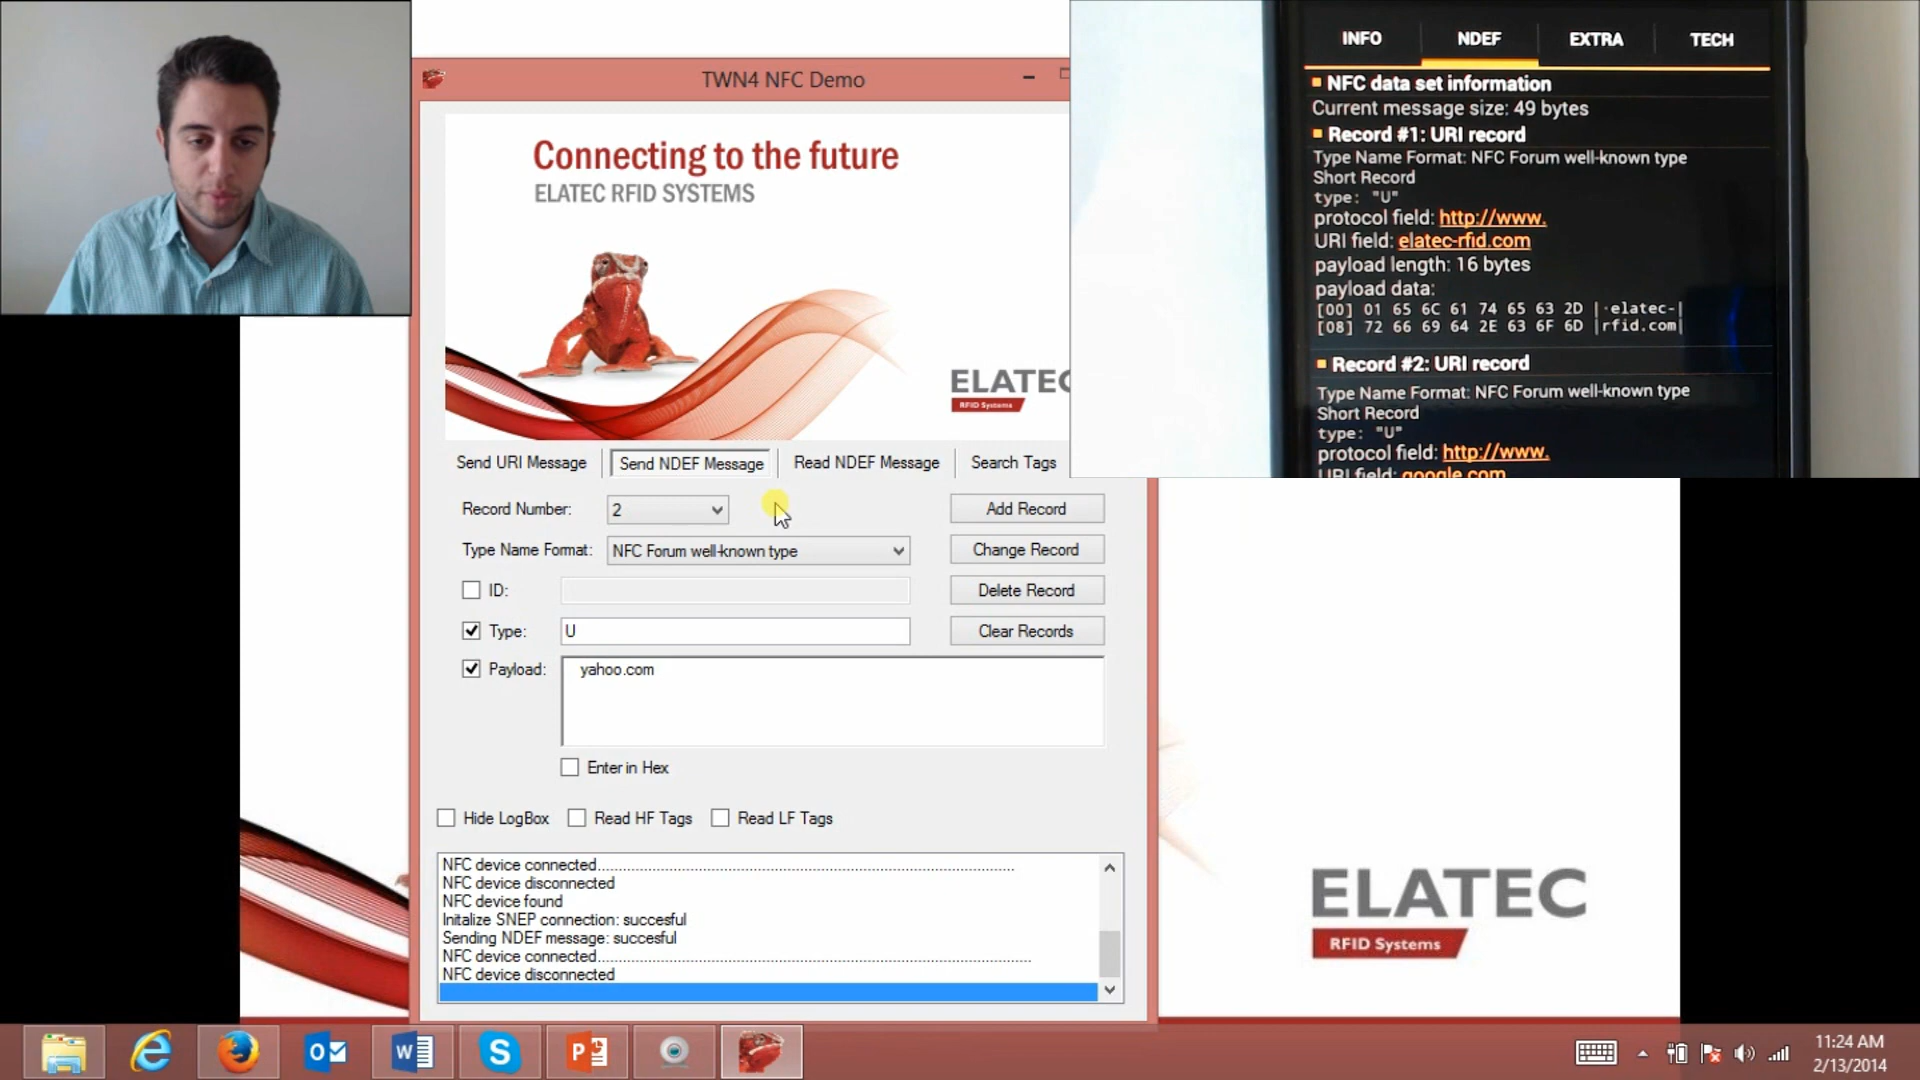 TWN4 NFC Demo
Connecting to the future
ELATEC RFID SYSTEMS
ELATEC
RFID Systems
Send URI Message
Send NDEF Message
Read NDEF Message
Search Tags
Record Number:
2
Add Record
Type Name Format:
NFC Forum well-known type
Change Record
ID:
Delete Record
Type:
U
Clear Records
Payload:
yahoo.com
Enter in Hex
Hide LogBox
Read HF Tags
Read LF Tags
NFC device connected.......................................................................................................
NFC device disconnected
NFC device found
Initalize SNEP connection: succesful
Sending NDEF message: succesful
NFC device connected...........................................................................................................
NFC device disconnected
INFO
NDEF
EXTRA
TECH
NFC data set information
Current message size: 49 bytes
Record #1: URI record
Type Name Format: NFC Forum well-known type
Short Record
type: "U"
protocol field: http://www.
URI field: elatec-rfid.com
payload length: 16 bytes
payload data:
[00] 01 65 6C 61 74 65 63 2D |·elatec-|
[08] 72 66 69 64 2E 63 6F 6D |rfid.com|
Record #2: URI record
Type Name Format: NFC Forum well-known type
Short Record
type: "U"
protocol field: http://www.
URI field: google.com
ELATEC
RFID Systems
11:24 AM
2/13/2014